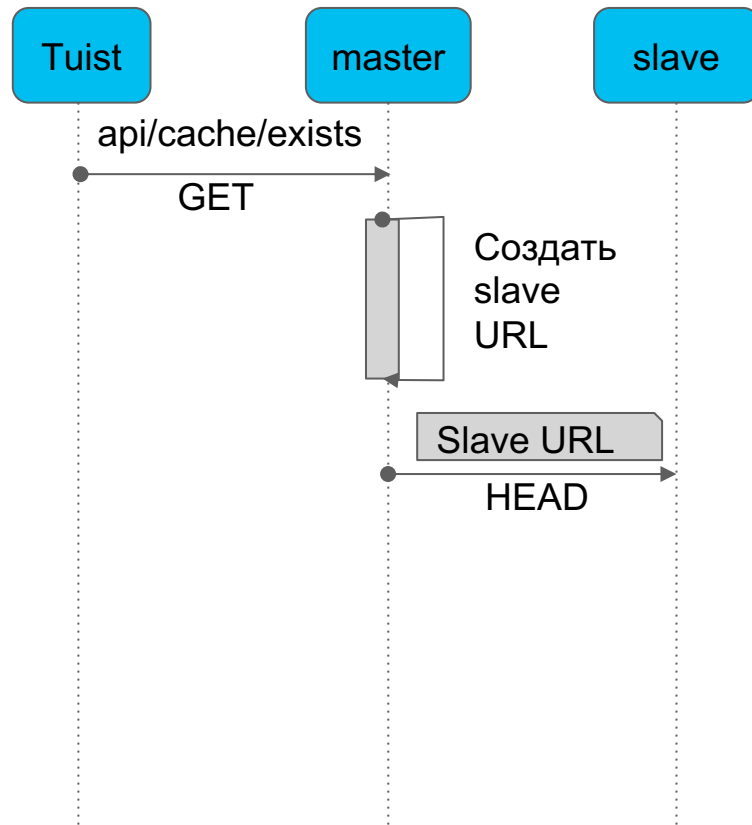 Tuist
master
slave
api/cache/exists
GET
Создать
slave
URL
Slave URL
HEAD